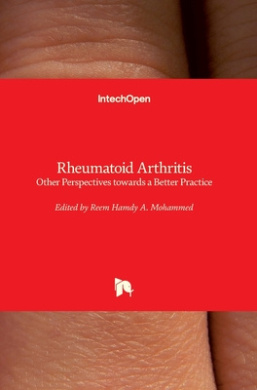 IntechOpen
Rheumatoid Arthritis
Other Perspectives towards a Better Practice
Edited by Reem Hamdy A. Mohammed